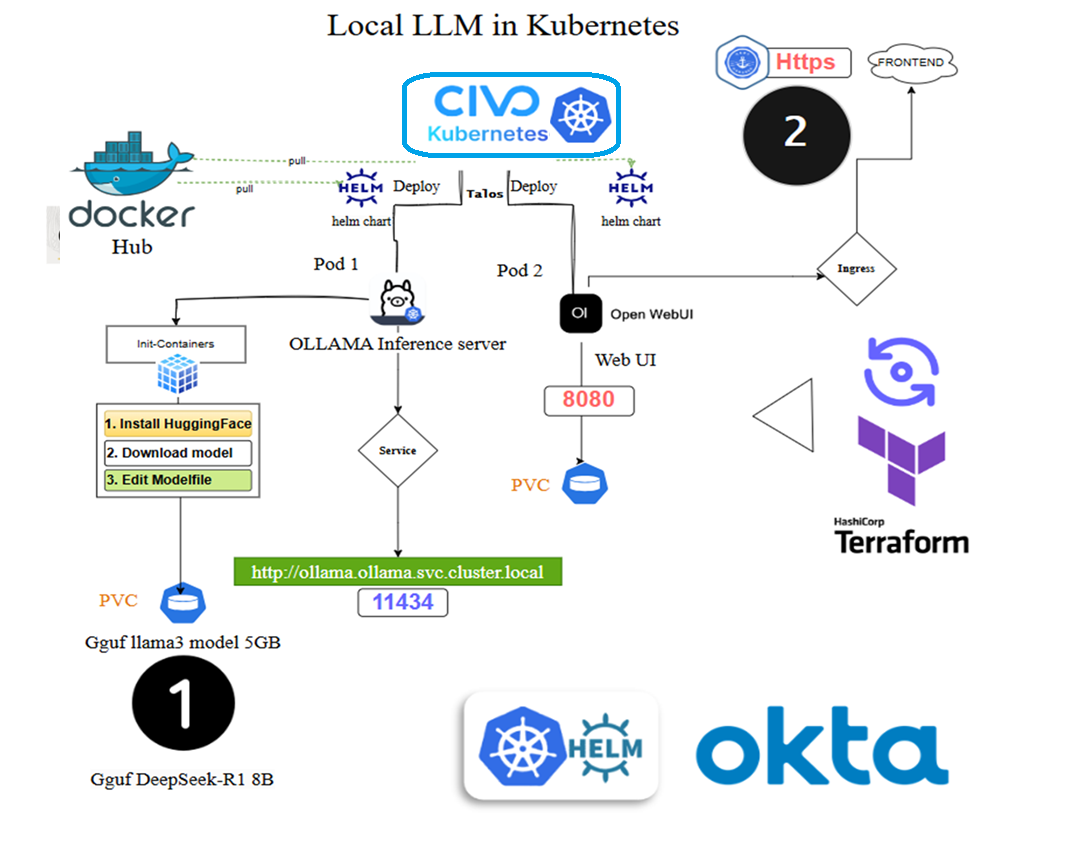 Local LLM in Kubernetes
Https
FRONTEND
CIVO
Kubernetes
2
pull
pull
docker
Hub
HELM
helm chart
Deploy
Talos
Deploy
HELM
helm chart
Pod 1
Pod 2
Ingress
OI
Open WebUI
Init-Containers
OLLAMA Inference server
Web UI
8080
1. Install HuggingFace
2. Download model
3. Edit Modelfile
Service
PVC
HashiCorp
Terraform
http://ollama.ollama.svc.cluster.local
11434
PVC
Gguf llama3 model 5GB
1
Gguf DeepSeek-R1 8B
HELM
okta